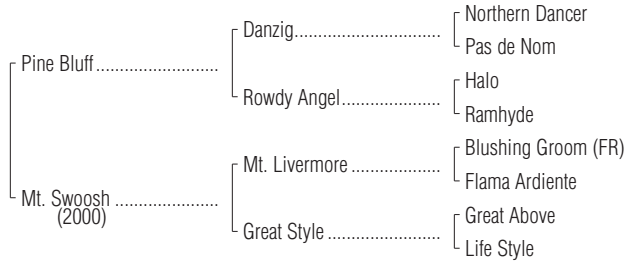 Northern Dancer
Danzig
Pas de Nom
Pine Bluff
Halo
Rowdy Angel
Ramhyde
Blushing Groom (FR)
Mt. Livermore
Flama Ardiente
Mt. Swoosh
(2000)
Great Above
Great Style
Life Style